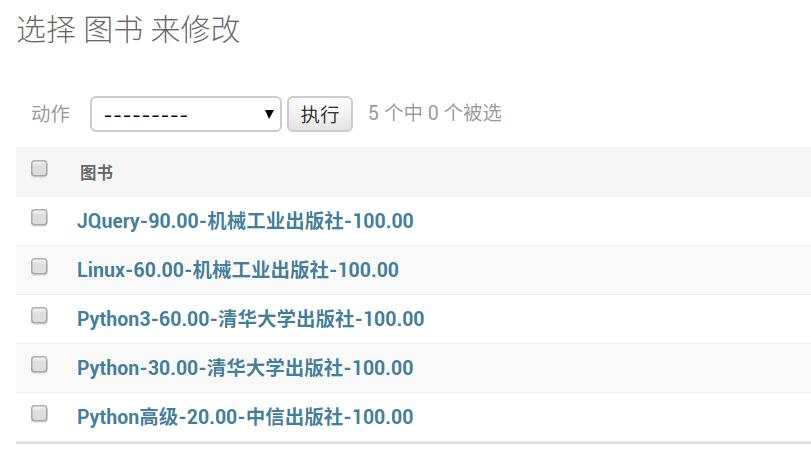 选择 图书 来修改
动作 --------- 执行 5 个中 0 个被选
图书
JQuery-90.00-机械工业出版社-100.00
Linux-60.00-机械工业出版社-100.00
Python3-60.00-清华大学出版社-100.00
Python-30.00-清华大学出版社-100.00
Python高级-20.00-中信出版社-100.00